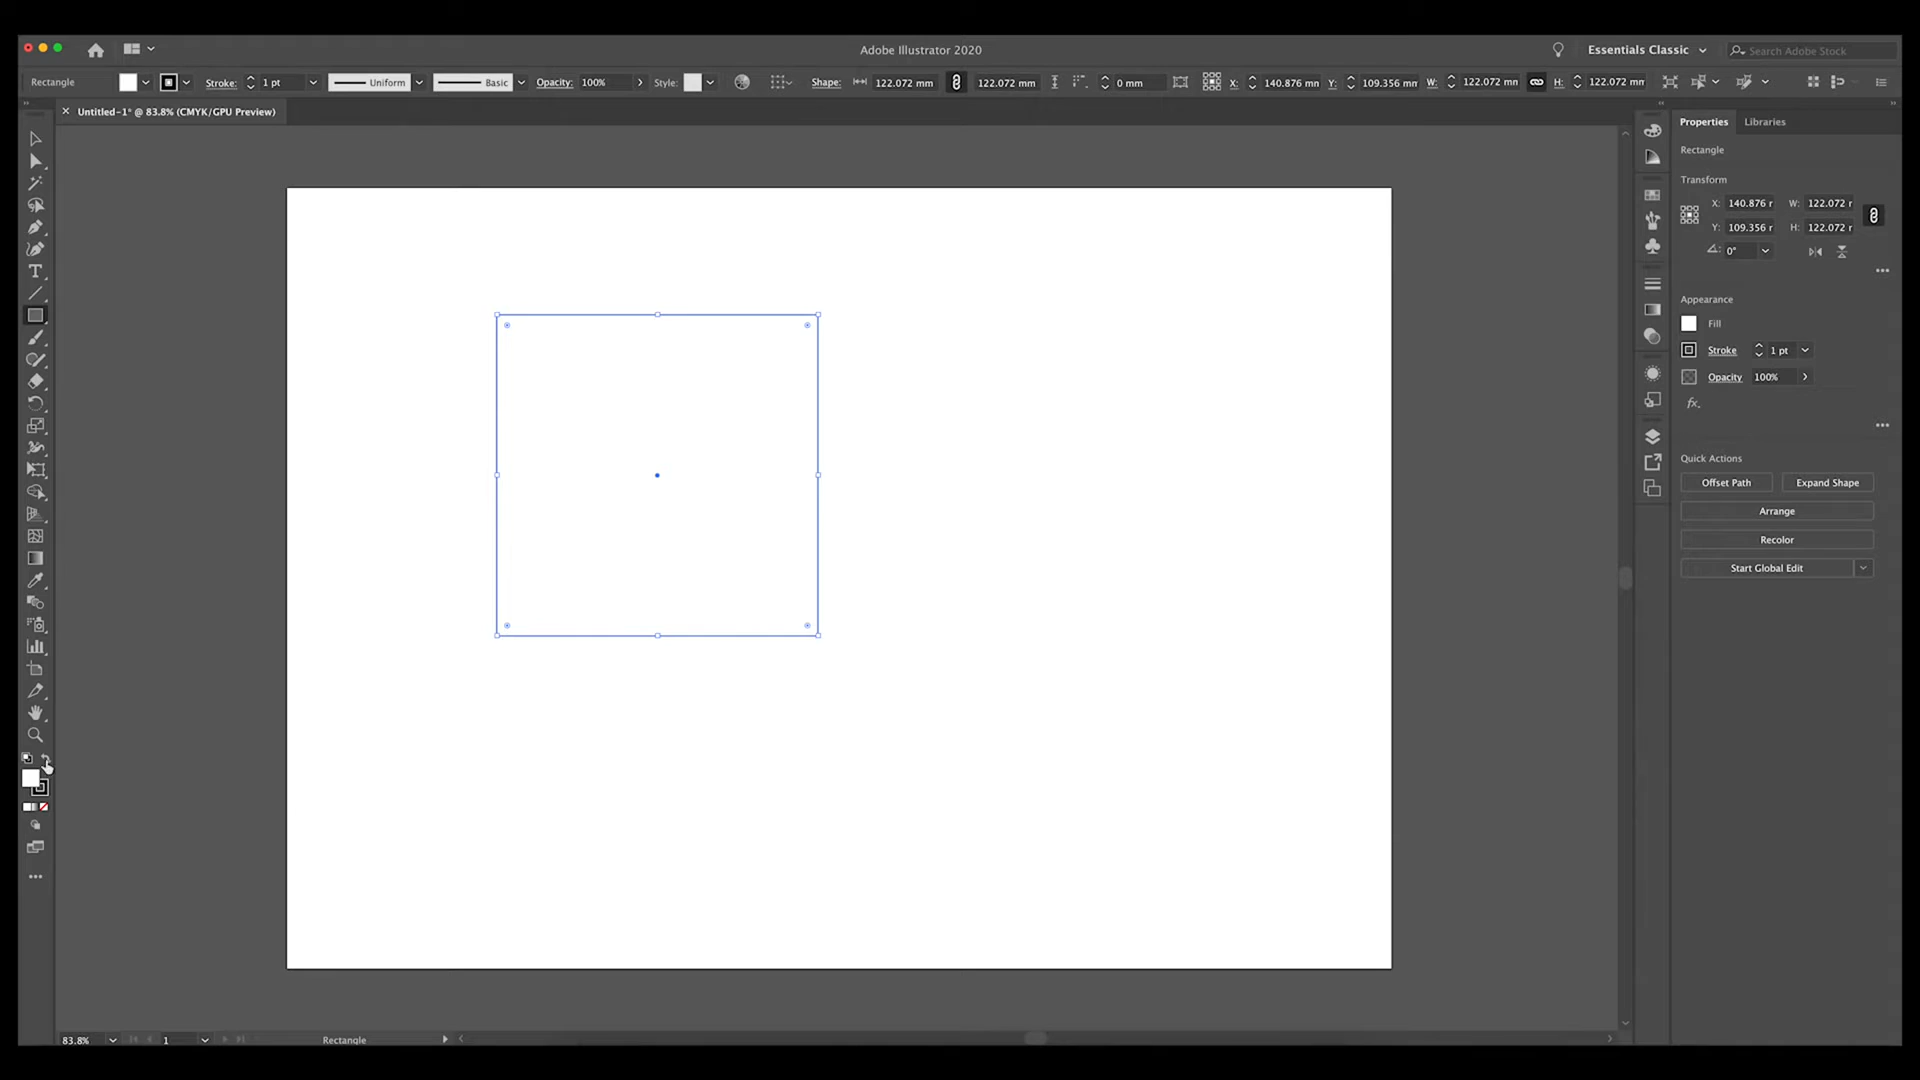 Adobe Illustrator 2020
Essentials Classic
Search Adobe Stock
Rectangle
Stroke: 1 pt
Uniform
Basic
Opacity: 100%
Style:
Shape: 122.072 mm 122.072 mm
0 mm
X: 140.876 mm
Y: 109.356 mm
W: 122.072 mm
H: 122.072 mm
× Untitled-1* @ 83.8% (CMYK/GPU Preview)
Properties Libraries
Rectangle
Transform
X: 140.876 r W: 122.072 r
Y: 109.356 r H: 122.072 r
0°
Appearance
Fill
Stroke 1 pt
Opacity 100%
fx.
Quick Actions
Offset Path Expand Shape
Arrange
Recolor
Start Global Edit
83.8% 1 Rectangle